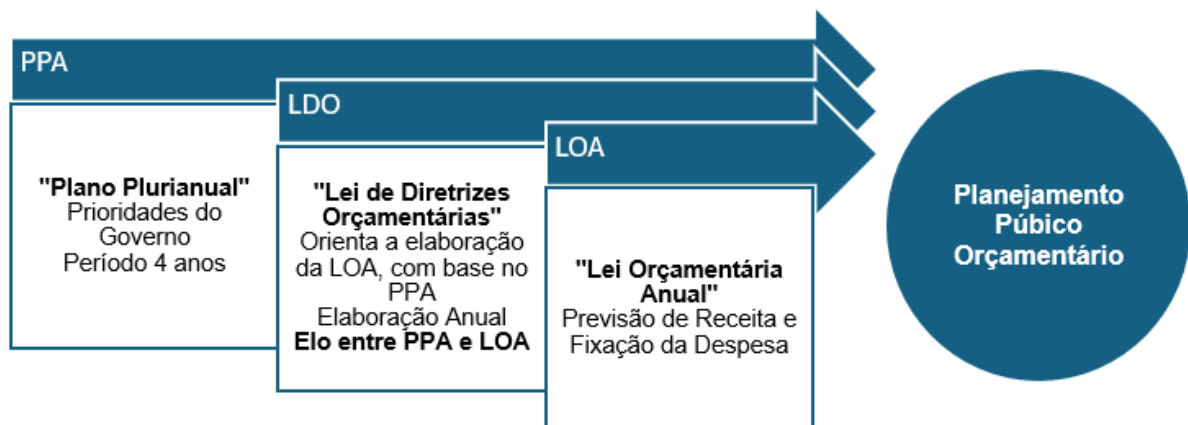 PPA
"Plano Plurianual"
Prioridades do
Governo
Período 4 anos
LDO
"Lei de Diretrizes
Orçamentárias"
Orienta a elaboração
da LOA, com base no
PPA
Elaboração Anual
Elo entre PPA e LOA
LOA
"Lei Orçamentária
Anual"
Previsão de Receita e
Fixação da Despesa
Planejamento
Púbico
Orçamentário